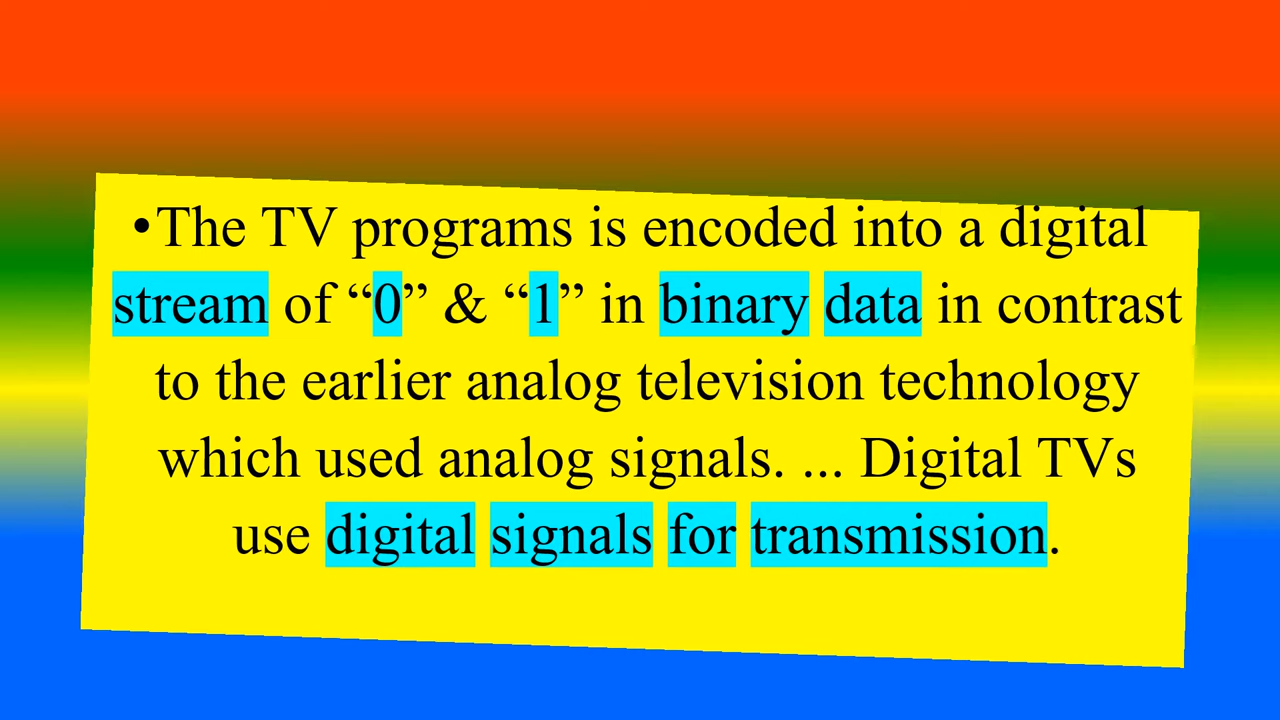 •The TV programs is encoded into a digital
stream of “0” & “1” in binary data in contrast
to the earlier analog television technology
which used analog signals. ... Digital TVs
use digital signals for transmission.